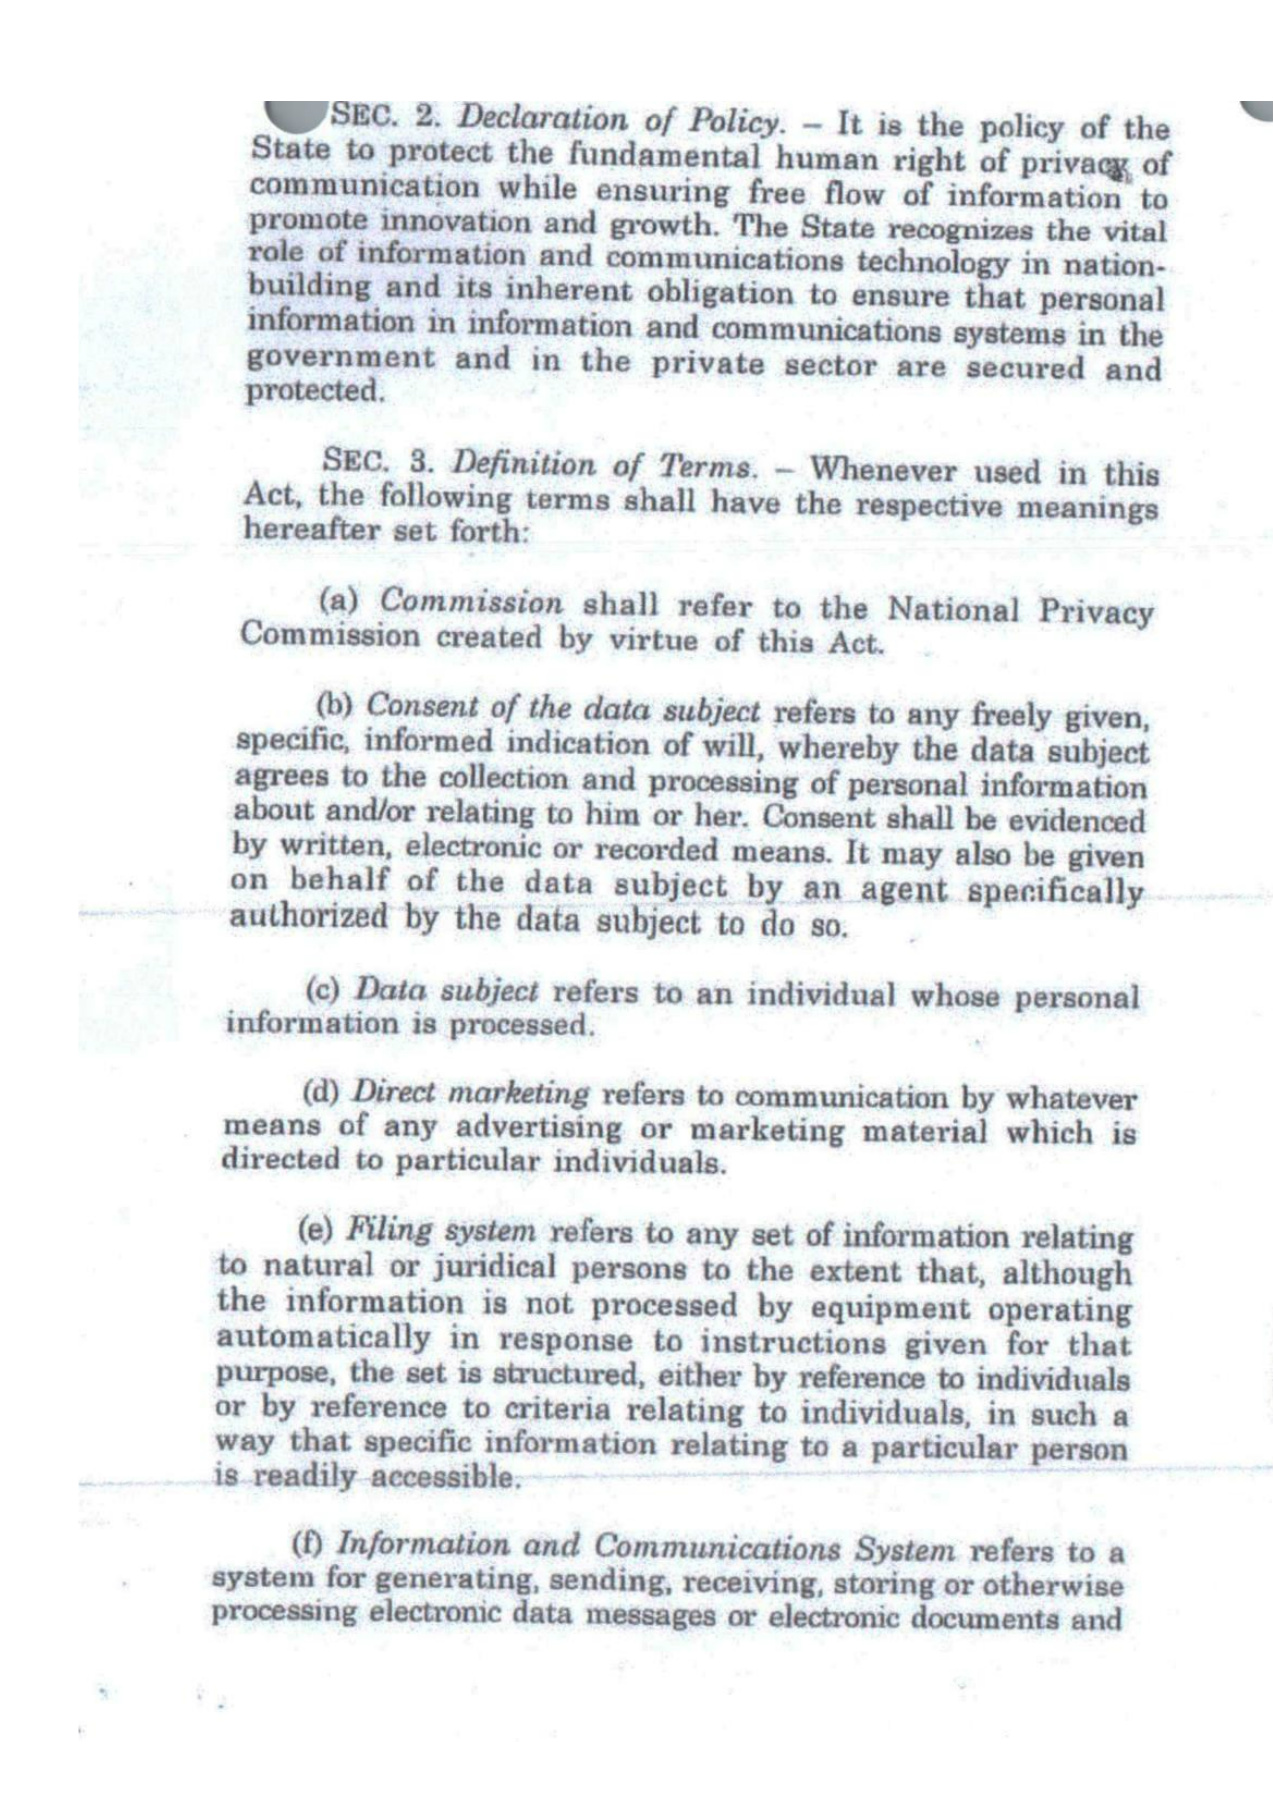 SEC. 2. Declaration of Policy. – It is the policy of the
State to protect the fundamental human right of privacy of
communication while ensuring free flow of information to
promote innovation and growth. The State recognizes the vital
role of information and communications technology in nation-
building and its inherent obligation to ensure that personal
information in information and communications systems in the
government and in the private sector are secured and
protected.
SEC. 3. Definition of Terms. – Whenever used in this
Act, the following terms shall have the respective meanings
hereafter set forth:
(a) Commission shall refer to the National Privacy
Commission created by virtue of this Act.
(b) Consent of the data subject refers to any freely given,
specific, informed indication of will, whereby the data subject
agrees to the collection and processing of personal information
about and/or relating to him or her. Consent shall be evidenced
by written, electronic or recorded means. It may also be given
on behalf of the data subject by an agent specifically
authorized by the data subject to do so.
(c) Data subject refers to an individual whose personal
information is processed.
(d) Direct marketing refers to communication by whatever
means of any advertising or marketing material which is
directed to particular individuals.
(e) Filing system refers to any set of information relating
to natural or juridical persons to the extent that, although
the information is not processed by equipment operating
automatically in response to instructions given for that
purpose, the set is structured, either by reference to individuals
or by reference to criteria relating to individuals, in such a
way that specific information relating to a particular person
is readily accessible.
(f) Information and Communications System refers to a
system for generating, sending, receiving, storing or otherwise
processing electronic data messages or electronic documents and